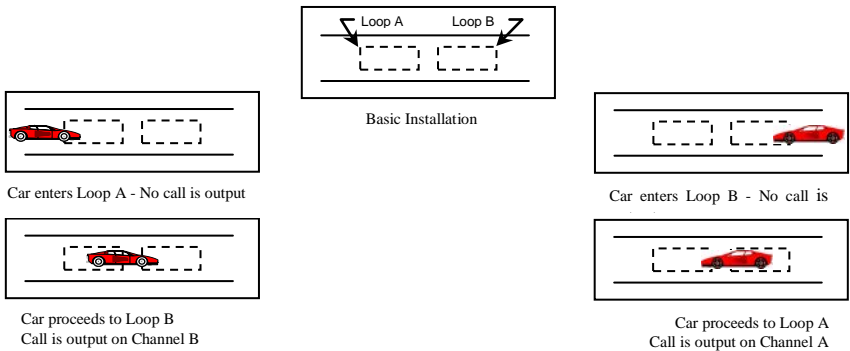 Loop A Loop B
Basic Installation
Car enters Loop A - No call is output
Car enters Loop B - No call is
Car proceeds to Loop B
Call is output on Channel B
Car proceeds to Loop A
Call is output on Channel A